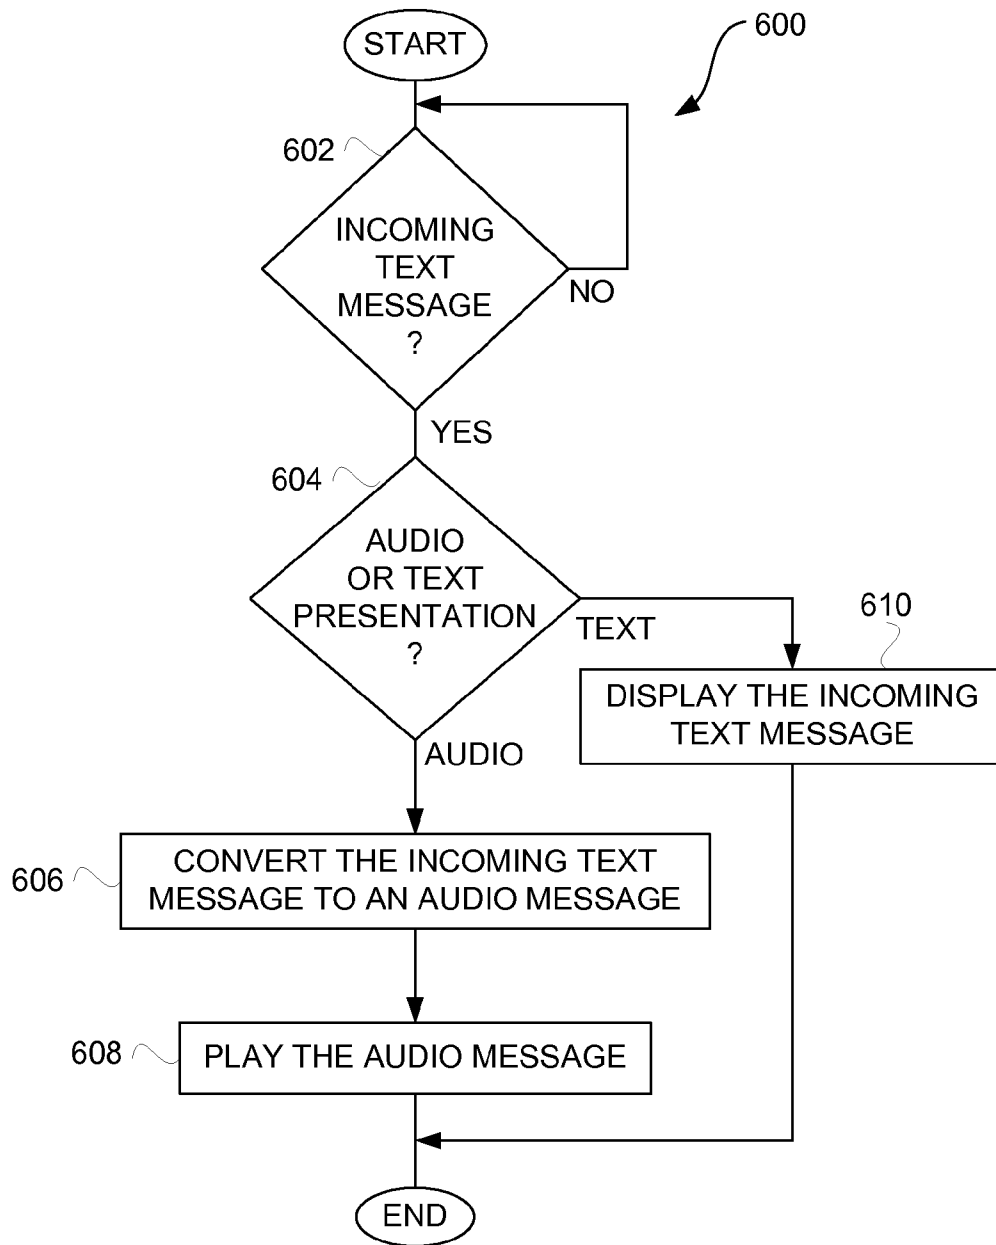 START
600
602
INCOMING
TEXT
MESSAGE
?
NO
YES
604
AUDIO
OR TEXT
PRESENTATION
?
TEXT
610
DISPLAY THE INCOMING
TEXT MESSAGE
AUDIO
606
CONVERT THE INCOMING TEXT
MESSAGE TO AN AUDIO MESSAGE
608
PLAY THE AUDIO MESSAGE
END